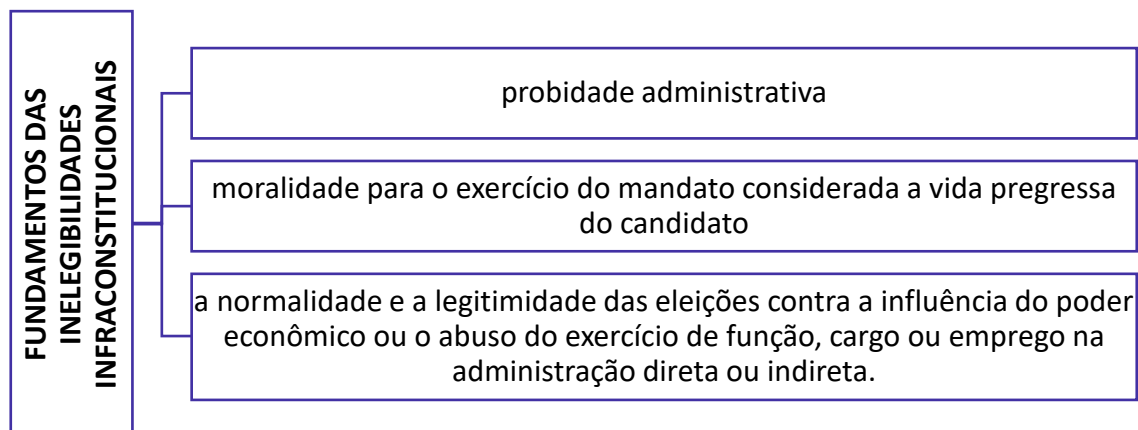 FUNDAMENTOS DAS
INELEGIBILIDADES
INFRACONSTITUCIONAIS
probidade administrativa
moralidade para o exercício do mandato considerada a vida pregressa
do candidato
a normalidade e a legitimidade das eleições contra a influência do poder
econômico ou o abuso do exercício de função, cargo ou emprego na
administração direta ou indireta.